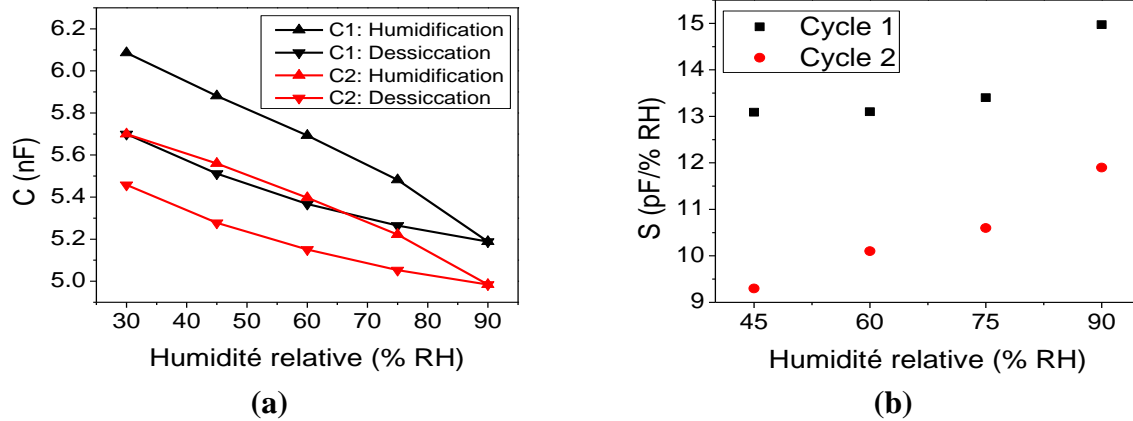 6.2
6.0
5.8
5.6
5.4
5.2
5.0
C (nF)
C1: Humidification
C1: Dessiccation
C2: Humidification
C2: Dessiccation
30 40 50 60 70 80 90
Humidité relative (% RH)
(a)
15
14
13
12
11
10
9
S (pF/% RH)
Cycle 1
Cycle 2
45 60 75 90
Humidité relative (% RH)
(b)